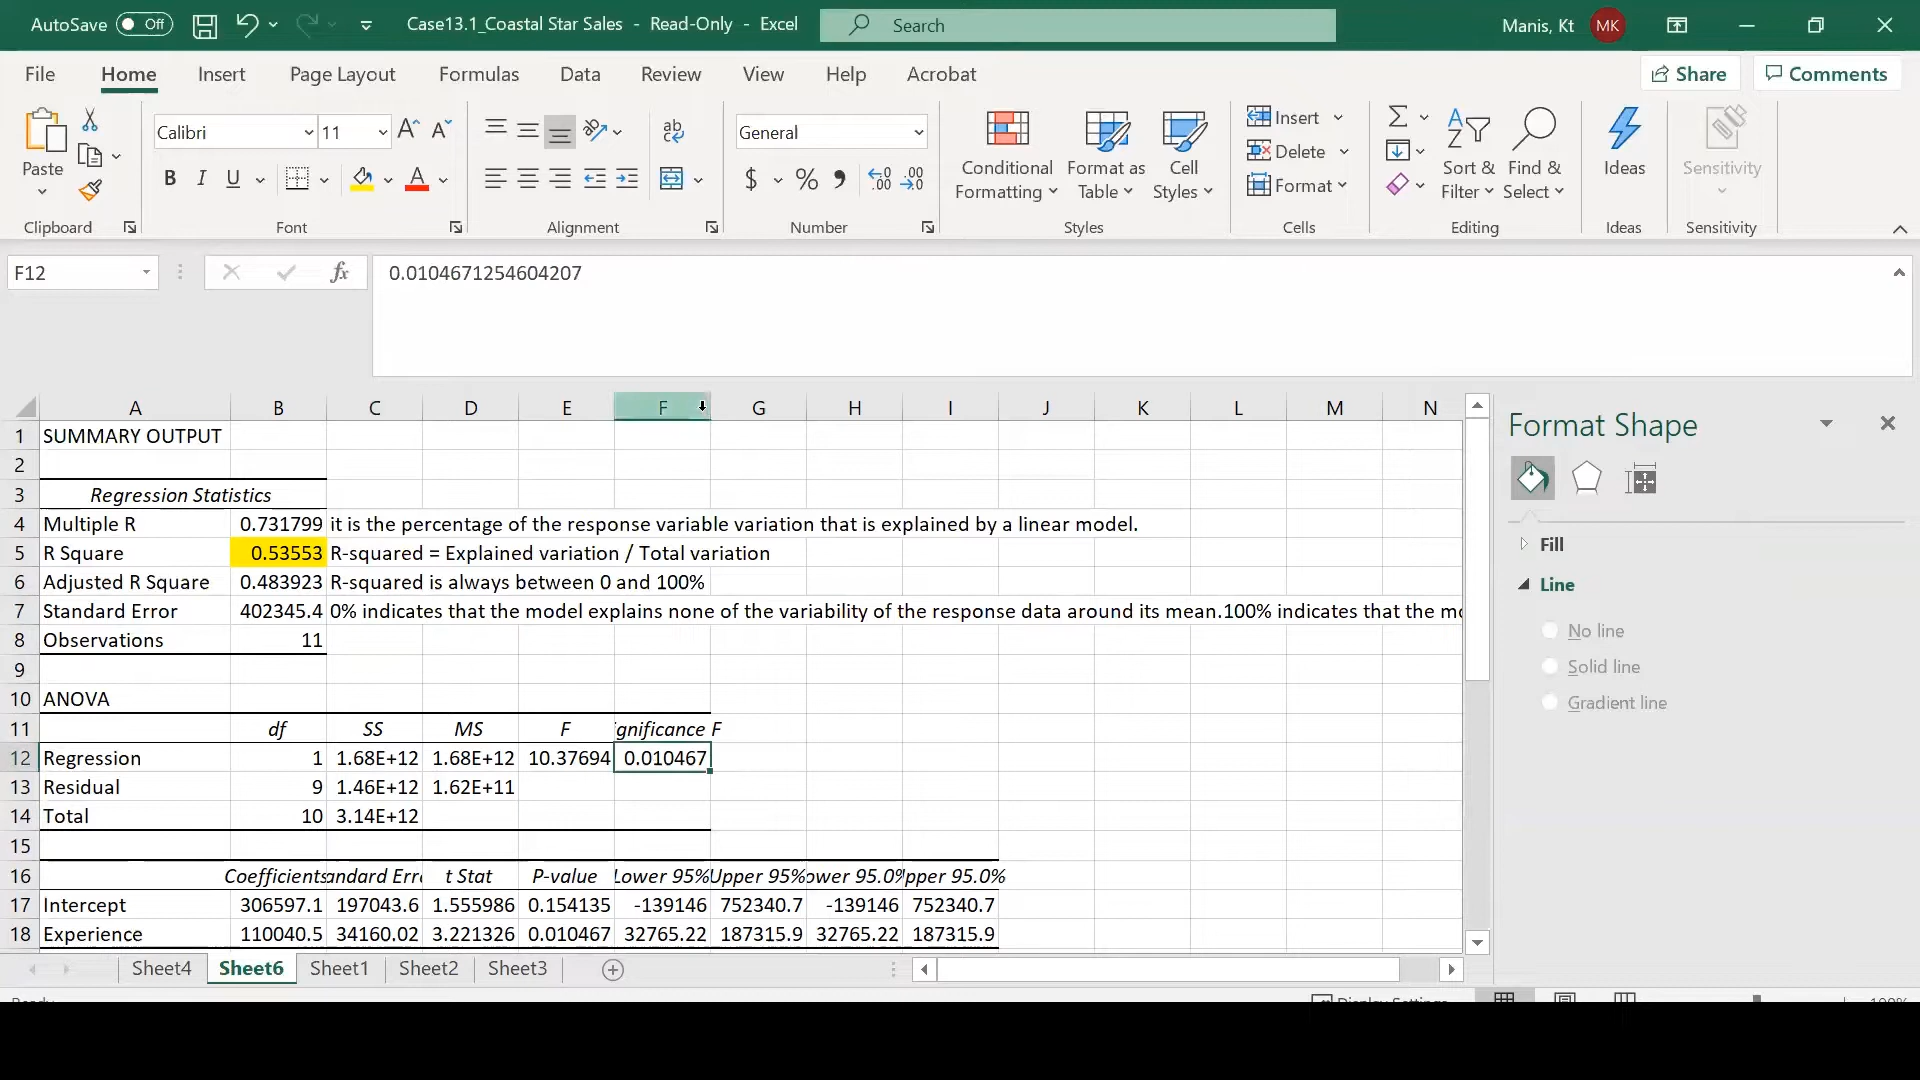 AutoSave Off Case13.1_Coastal Star Sales - Read-Only - Excel Search Manis, Kt MK
File Home Insert Page Layout Formulas Data Review View Help Acrobat Share Comments
Calibri 11 General
Paste
B I U $ % 9
Conditional Formatting
Format as Table
Cell Styles
Insert
Delete
Format
Sort & Filter
Find & Select
Ideas
Sensitivity
Clipboard Font Alignment Number Styles Cells Editing Ideas Sensitivity
F12 fx 0.0104671254604207
A B C D E F G H I J K L M N
1 SUMMARY OUTPUT
2
3 Regression Statistics
4 Multiple R 0.731799 it is the percentage of the response variable variation that is explained by a linear model.
5 R Square 0.53553 R-squared = Explained variation / Total variation
6 Adjusted R Square 0.483923 R-squared is always between 0 and 100%
7 Standard Error 402345.4 0% indicates that the model explains none of the variability of the response data around its mean.100% indicates that the
8 Observations 11
9
10 ANOVA
11 df SS MS F gnificance F
12 Regression 1 1.68E+12 1.68E+12 10.37694 0.010467
13 Residual 9 1.46E+12 1.62E+11
14 Total 10 3.14E+12
15
16 Coefficients andard Err t Stat P-value Lower 95% Upper 95% ower 95.0% pper 95.0%
17 Intercept 306597.1 197043.6 1.555986 0.154135 -139146 752340.7 -139146 752340.7
18 Experience 110040.5 34160.02 3.221326 0.010467 32765.22 187315.9 32765.22 187315.9
Sheet4 Sheet6 Sheet1 Sheet2 Sheet3
Format Shape
Fill
Line
No line
Solid line
Gradient line